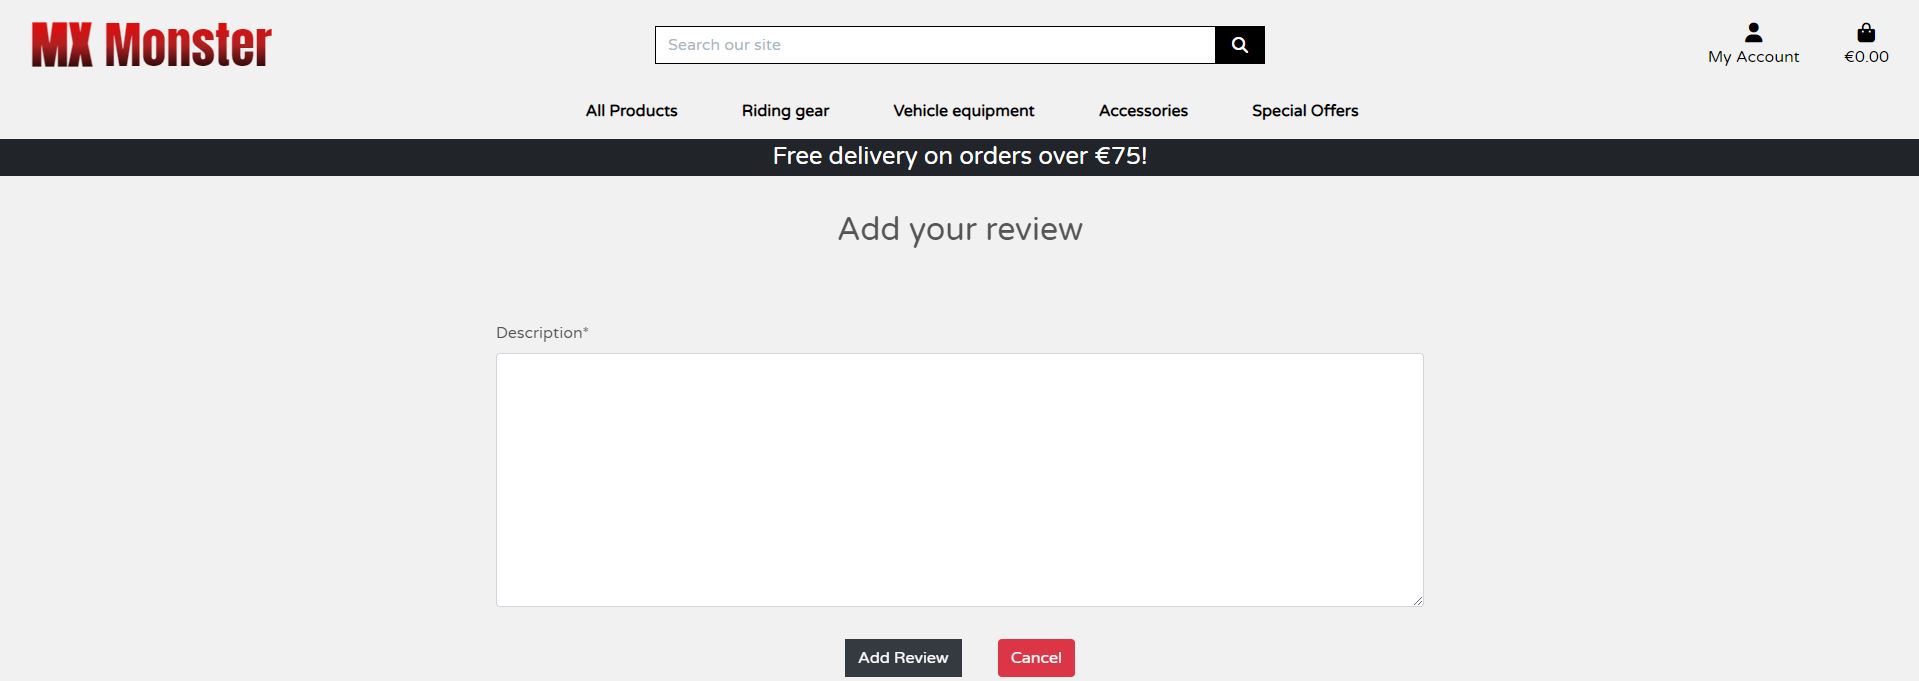 MX Monster
Search our site
My Account
€0.00
All Products
Riding gear
Vehicle equipment
Accessories
Special Offers
Free delivery on orders over €75!
Add your review
Description*
Add Review
Cancel